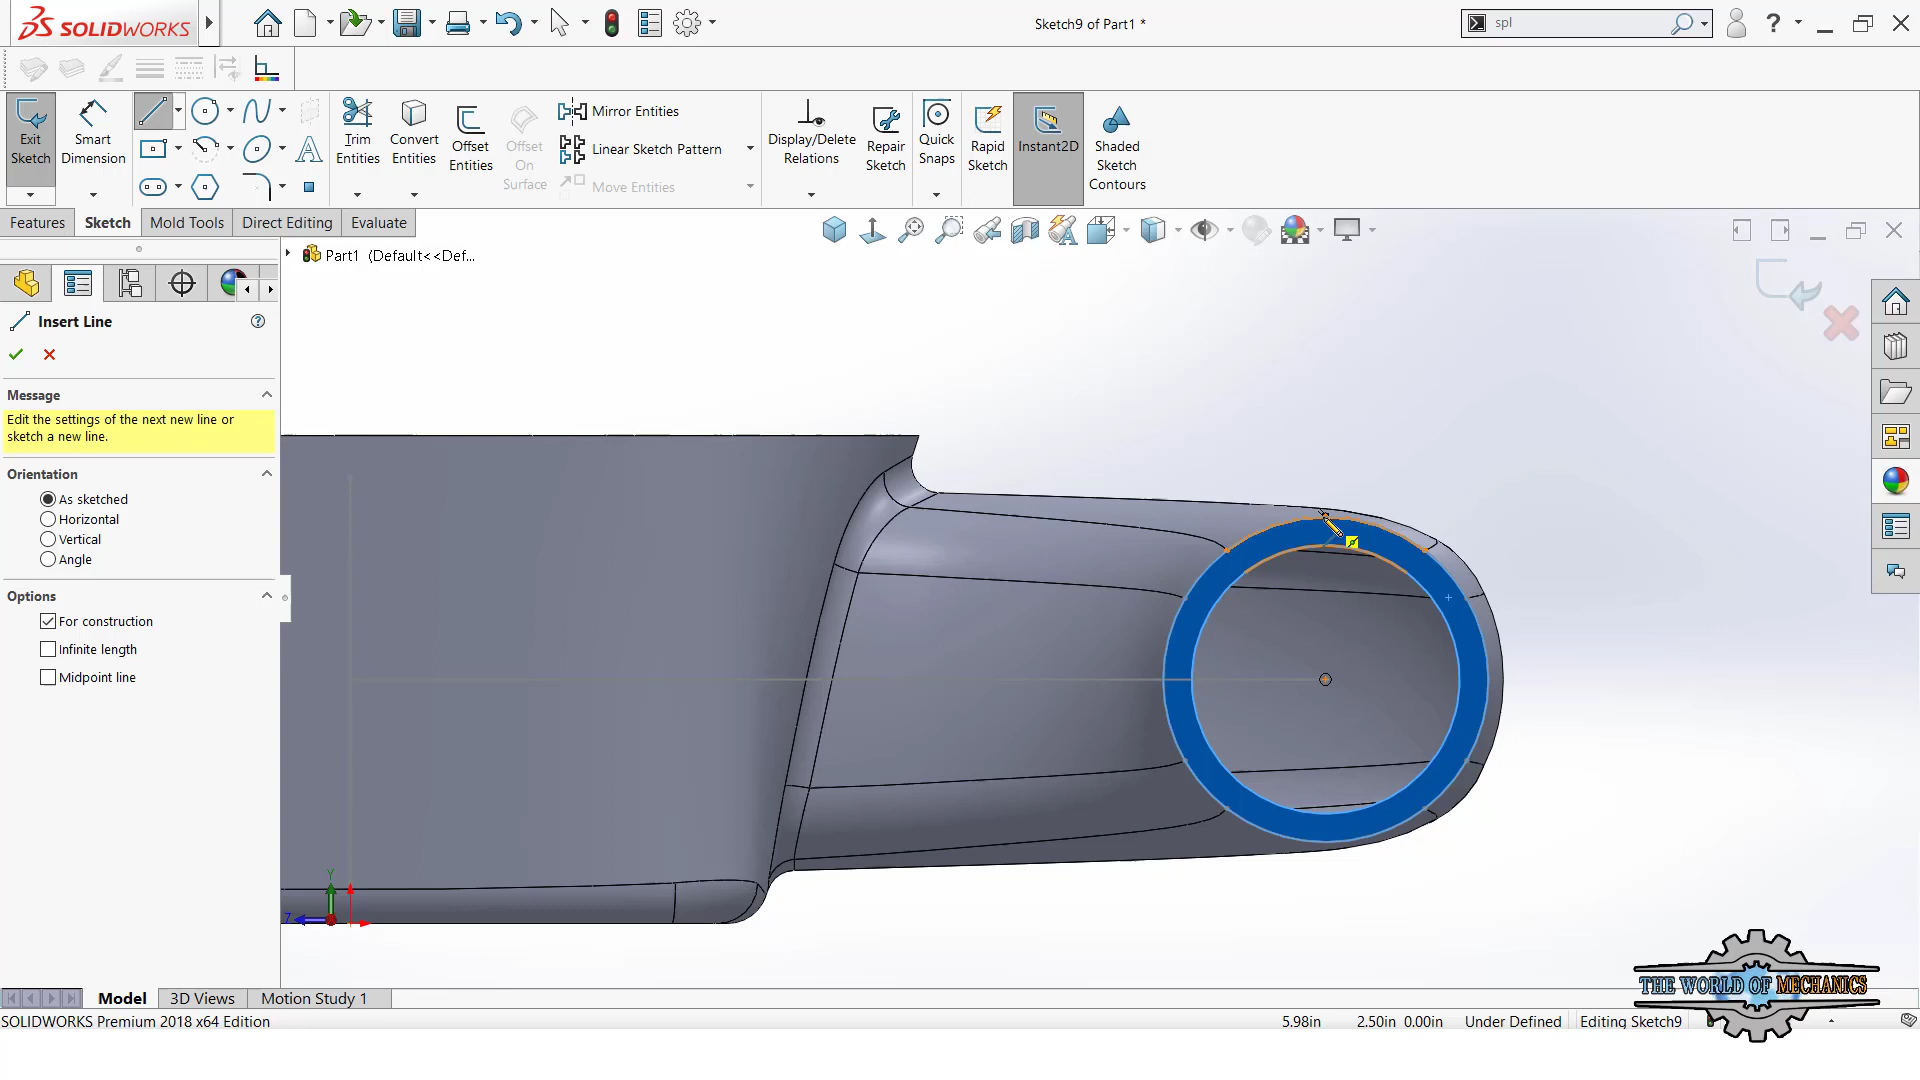 SOLIDWORKS
Sketch9 of Part1 *
spl
Exit Sketch
Smart Dimension
Trim Entities
Convert Entities
Offset Entities
Offset On Surface
Mirror Entities
Linear Sketch Pattern
Move Entities
Display/Delete Relations
Repair Sketch
Quick Snaps
Rapid Sketch
Instant2D
Shaded Sketch Contours
Features
Sketch
Mold Tools
Direct Editing
Evaluate
Part1 (Default<<Def...
Insert Line
Message
Edit the settings of the next new line or
sketch a new line.
Orientation
As sketched
Horizontal
Vertical
Angle
Options
For construction
Infinite length
Midpoint line
Y
Z
THE WORLD OF MECHANICS
Model
3D Views
Motion Study 1
SOLIDWORKS Premium 2018 x64 Edition
5.98in
2.50in 0.00in
Under Defined
Editing Sketch9